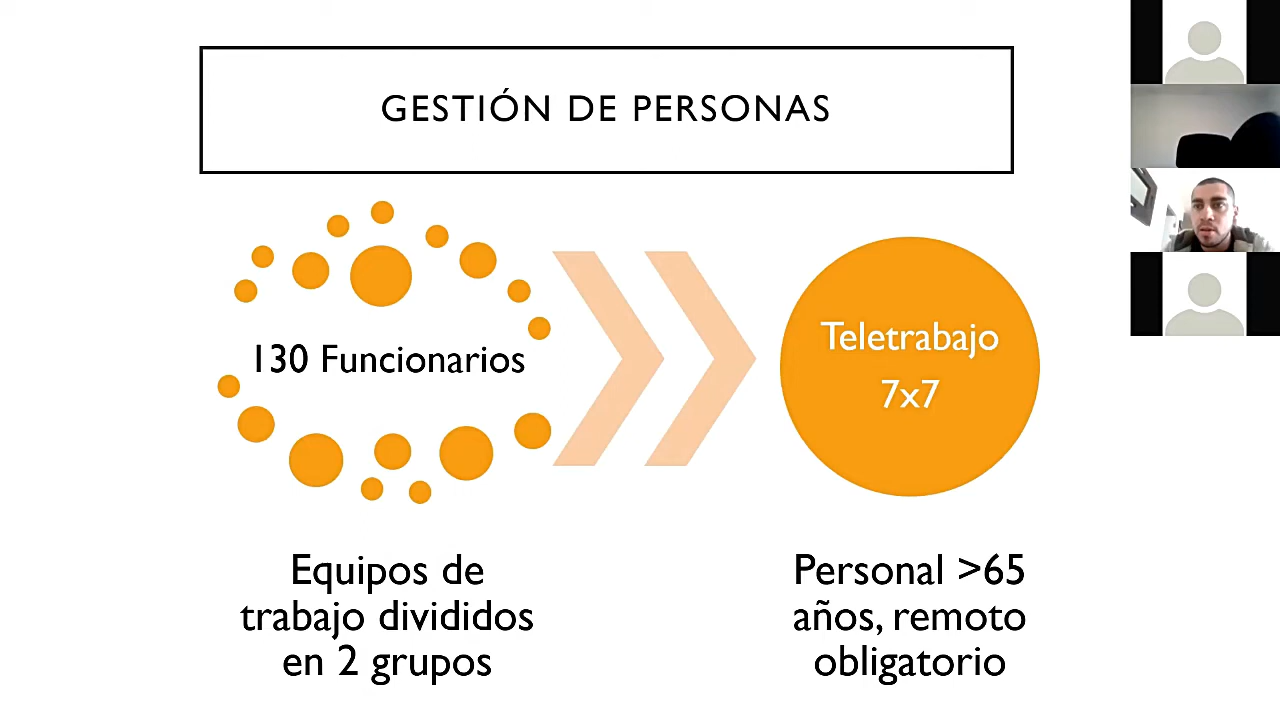 GESTIÓN DE PERSONAS
130 Funcionarios
Teletrabajo
7x7
Equipos de
trabajo divididos
en 2 grupos
Personal >65
años, remoto
obligatorio